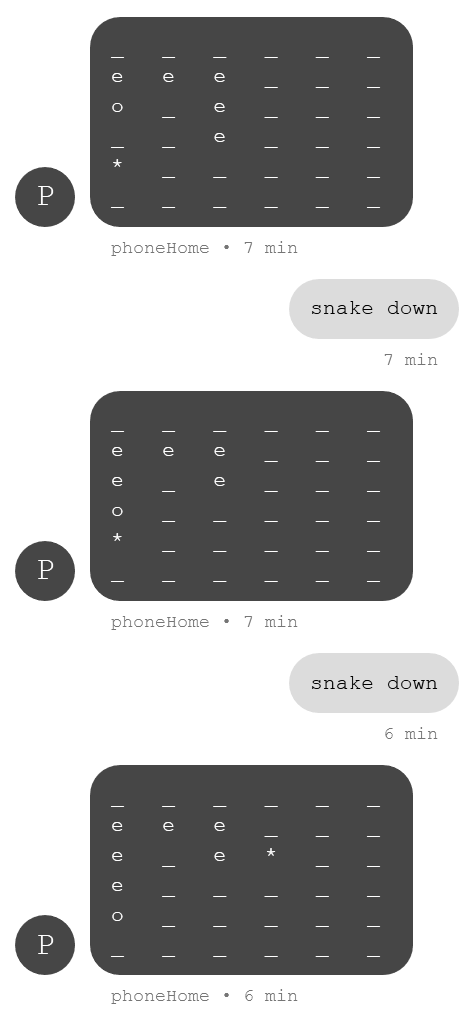 _ _ _ _ _ _
e e e _ _ _
o _ e _ _ _
_ _ e _ _ _
* _ _ _ _ _
_ _ _ _ _ _
P
phoneHome • 7 min
snake down
7 min
_ _ _ _ _ _
e e e _ _ _
e _ e _ _ _
o _ _ _ _ _
* _ _ _ _ _
_ _ _ _ _ _
P
phoneHome • 7 min
snake down
6 min
_ _ _ _ _ _
e e e _ _ _
e _ e * _ _
e _ _ _ _ _
o _ _ _ _ _
_ _ _ _ _ _
P
phoneHome • 6 min